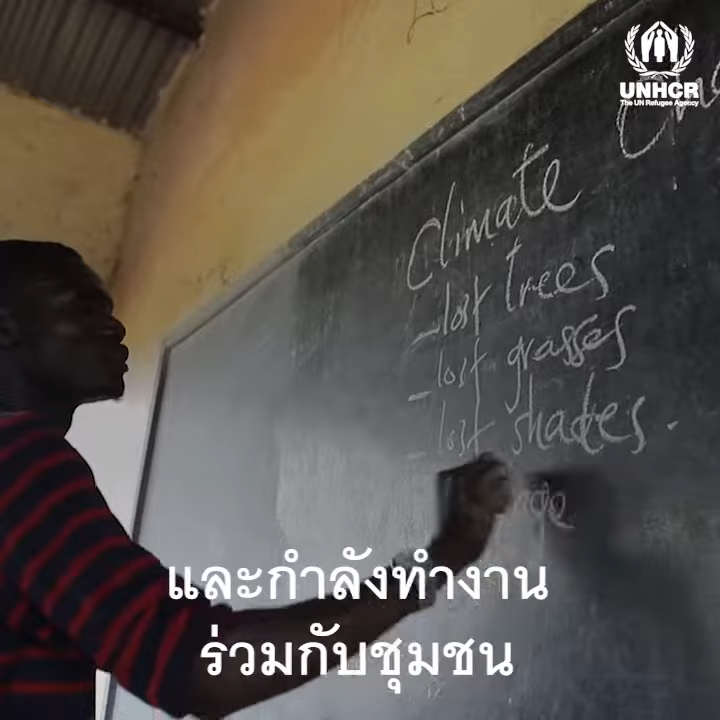 UNHCR
The UN Refugee Agency
Climate
- lost trees
- lost grasses
- lost shades.
และกำลังทำงาน
ร่วมกับชุมชน